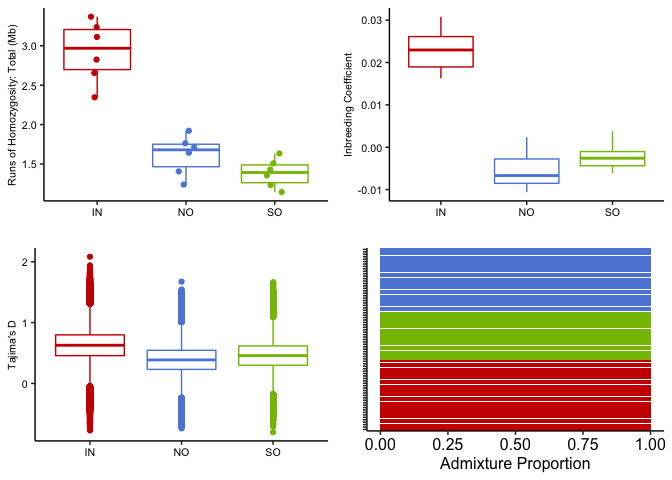 Runs of Homozygosity: Total (Mb)
3.0
2.5
2.0
1.5
IN NO SO
Inbreeding Coefficient
0.03
0.02
0.01
0.00
-0.01
IN NO SO
Tajima's D
2
1
0
IN NO SO
0.00 0.25 0.50 0.75 1.00
Admixture Proportion